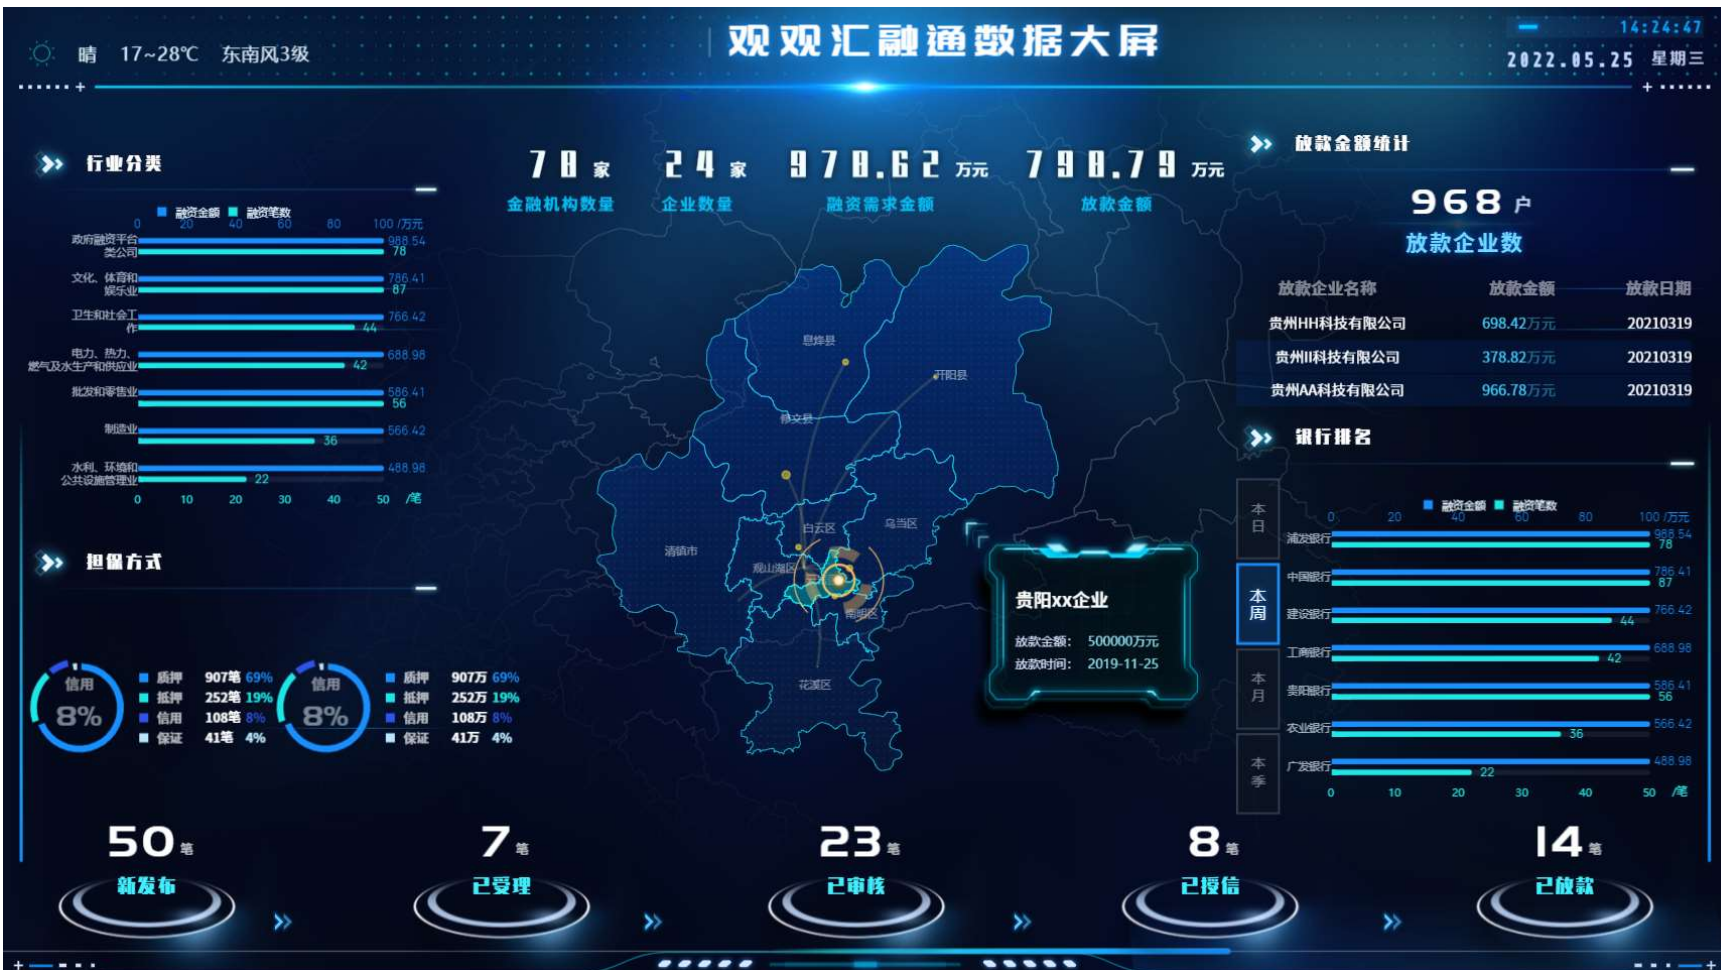 晴 17~28℃ 东南风3级
观观汇融通数据大屏
14:24:47
2022.05.25 星期三
行业分类
融资金额 融资笔数
0 20 40 60 80 100 /万元
政府融资平台
类公司
988.54
78
文化、体育和
娱乐业
786.41
87
卫生和社会工
作
766.42
44
电力、热力、
燃气及水生产和供应业
688.98
42
批发和零售业
586.41
56
制造业
566.42
36
水利、环境和
公共设施管理业
488.98
22
0 10 20 30 40 50 /笔
担保方式
信用
8%
质押 907笔 69%
抵押 252笔 19%
信用 108笔 8%
保证 41笔 4%
信用
8%
质押 907万 69%
抵押 252万 19%
信用 108万 8%
保证 41万 4%
78 家
金融机构数量
24 家
企业数量
978.62 万元
融资需求金额
798.79 万元
放款金额
息烽县
开阳县
修文县
白云区
乌当区
清镇市
观山湖区
南明区
花溪区
贵阳xx企业
放款金额： 500000万元
放款时间： 2019-11-25
放款金额统计
968 户
放款企业数
放款企业名称 放款金额 放款日期
贵州HH科技有限公司 698.42万元 20210319
贵州II科技有限公司 378.82万元 20210319
贵州AA科技有限公司 966.78万元 20210319
银行排名
本日
本周
本月
本季
融资金额 融资笔数
0 20 40 60 80 100 /万元
浦发银行
988.54
78
中国银行
786.41
87
建设银行
766.42
44
工商银行
688.98
42
贵阳银行
586.41
56
农业银行
566.42
36
广发银行
488.98
22
0 10 20 30 40 50 /笔
50 笔
新发布
7 笔
已受理
23 笔
已审核
8 笔
已授信
14 笔
已放款